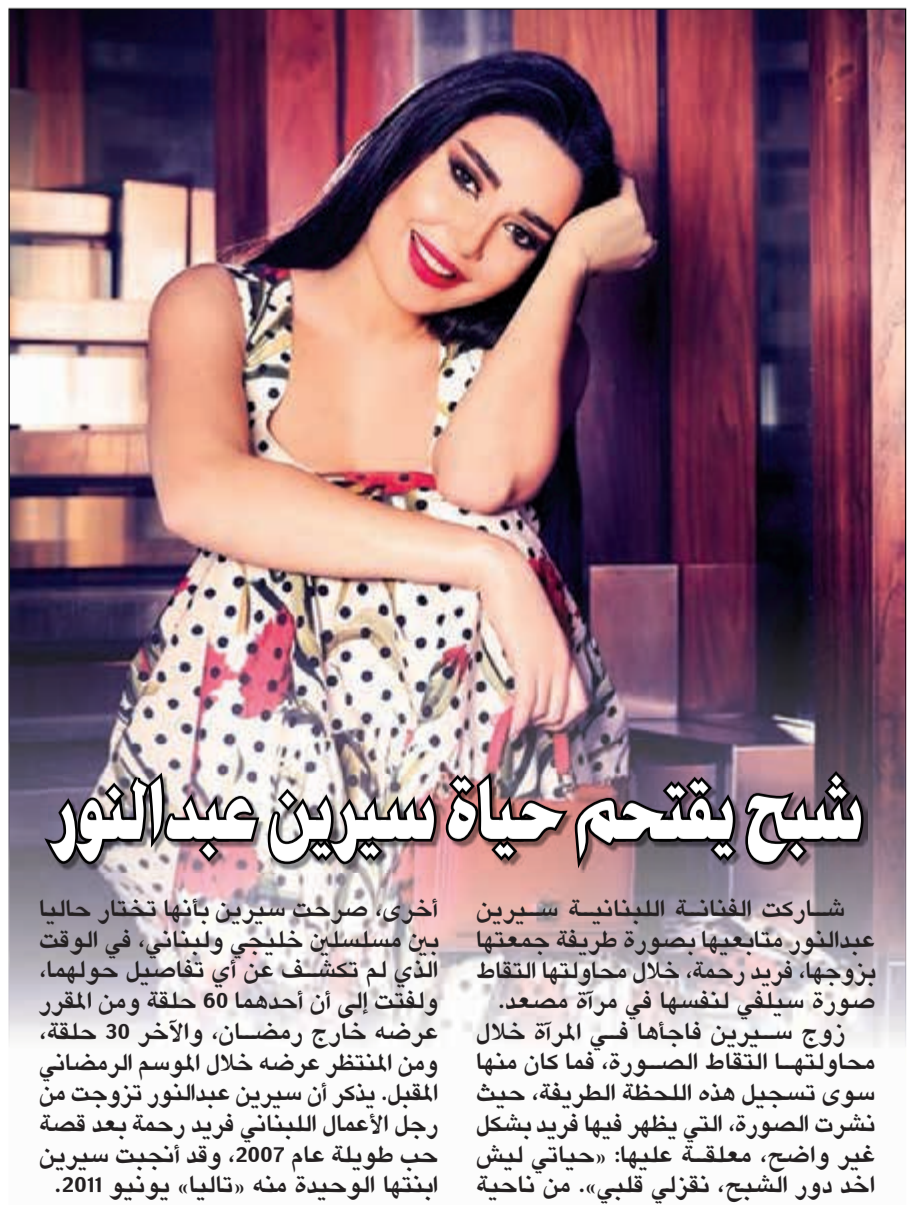 شبح يقتحم حياة سيرين عبدالنور
شاركت الفنانة اللبنانية سيرين
عبدالنور متابعيها بصورة طريفة جمعتها
بزوجها، فريد رحمة، خلال محاولتها التقاط
صورة سيلفي لنفسها في مرآة مصعد.
زوج سيرين فاجأها في المرآة خلال
محاولتها التقاط الصورة، فما كان منها
سوى تسجيل هذه اللحظة الطريفة، حيث
نشرت الصورة، التي يظهر فيها فريد بشكل
غير واضح، معلقة عليها: «حياتي ليش
اخد دور الشبح، نقزلي قلبي». من ناحية
أخرى، صرحت سيرين بأنها تختار حاليا
بين مسلسلين خليجي ولبناني، في الوقت
الذي لم تكشف عن أي تفاصيل حولهما،
ولفتت إلى أن أحدهما 60 حلقة ومن المقرر
عرضه خارج رمضان، والآخر 30 حلقة،
ومن المنتظر عرضه خلال الموسم الرمضاني
المقبل. يذكر أن سيرين عبدالنور تزوجت من
رجل الأعمال اللبناني فريد رحمة بعد قصة
حب طويلة عام 2007، وقد أنجبت سيرين
ابنتها الوحيدة منه «تاليا» يونيو 2011.